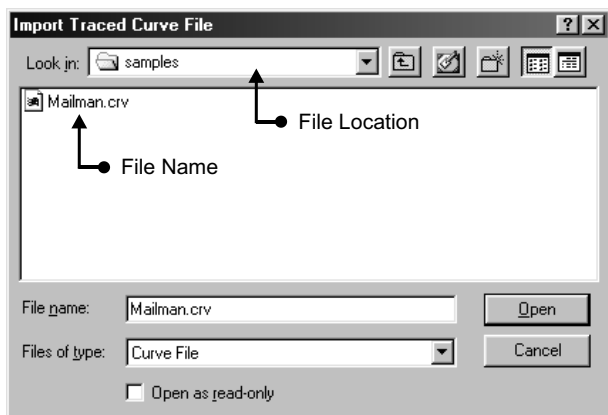 Import Traced Curve File
Look in: samples
Mailman.crv
File Location
File Name
File name: Mailman.crv
Open
Files of type: Curve File
Cancel
Open as read-only